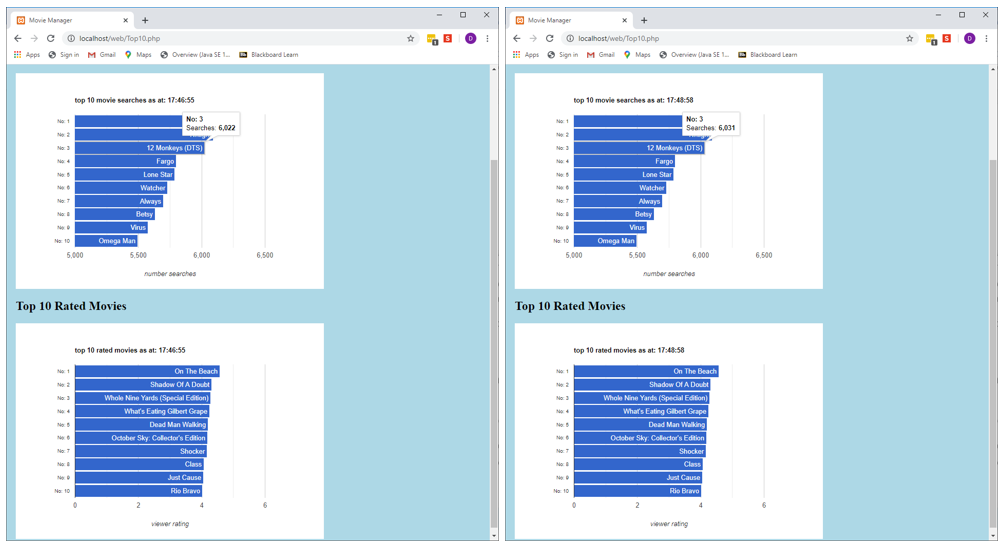 Movie Manager
localhost/web/Top10.php
Apps Sign in Gmail Maps Overview (Java SE 1... Blackboard Learn
top 10 movie searches as at: 17:46:55
No: 3
Searches: 6,022
No: 1
No: 2
No: 3 12 Monkeys (DTS)
No: 4 Fargo
No: 5 Lone Star
No: 6 Watcher
No: 7 Always
No: 8 Betsy
No: 9 Virus
No: 10 Omega Man
5,000 5,500 6,000 6,500
number searches
Top 10 Rated Movies
top 10 rated movies as at: 17:46:55
No: 1 On The Beach
No: 2 Shadow Of A Doubt
No: 3 Whole Nine Yards (Special Edition)
No: 4 What's Eating Gilbert Grape
No: 5 Dead Man Walking
No: 6 October Sky: Collector's Edition
No: 7 Shocker
No: 8 Class
No: 9 Just Cause
No: 10 Rio Bravo
0 2 4 6
viewer rating
Movie Manager
localhost/web/Top10.php
Apps Sign in Gmail Maps Overview (Java SE 1... Blackboard Learn
top 10 movie searches as at: 17:48:58
No: 3
Searches: 6,031
No: 1
No: 2
No: 3 12 Monkeys (DTS)
No: 4 Fargo
No: 5 Lone Star
No: 6 Watcher
No: 7 Always
No: 8 Betsy
No: 9 Virus
No: 10 Omega Man
5,000 5,500 6,000 6,500
number searches
Top 10 Rated Movies
top 10 rated movies as at: 17:48:58
No: 1 On The Beach
No: 2 Shadow Of A Doubt
No: 3 Whole Nine Yards (Special Edition)
No: 4 What's Eating Gilbert Grape
No: 5 Dead Man Walking
No: 6 October Sky: Collector's Edition
No: 7 Shocker
No: 8 Class
No: 9 Just Cause
No: 10 Rio Bravo
0 2 4 6
viewer rating